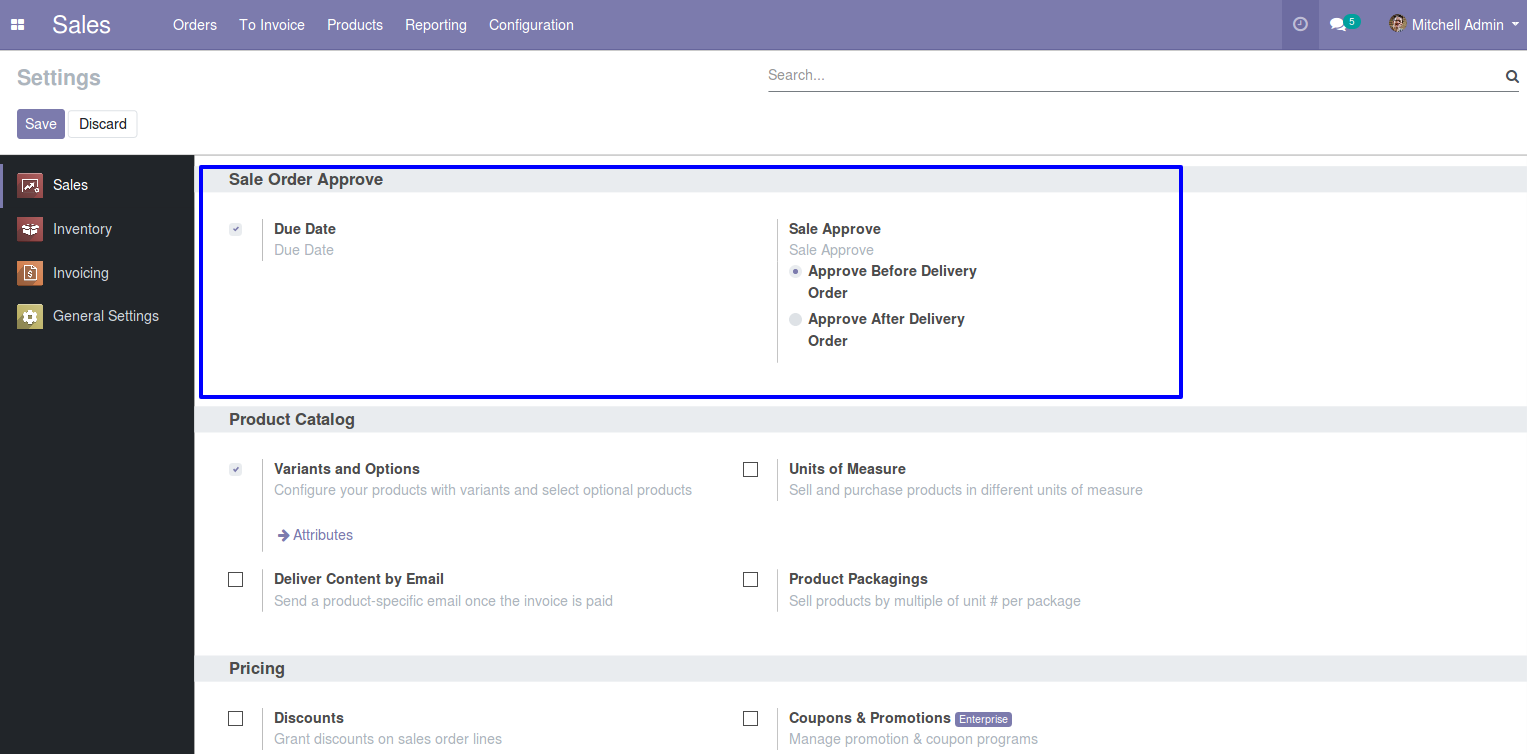 Sales Orders To Invoice Products Reporting Configuration 5 Mitchell Admin
Settings Search...
Save Discard
Sales
Inventory
Invoicing
General Settings
Sale Order Approve
Due Date
Due Date
Sale Approve
Sale Approve
Approve Before Delivery
Order
Approve After Delivery
Order
Product Catalog
Variants and Options
Configure your products with variants and select optional products
Attributes
Units of Measure
Sell and purchase products in different units of measure
Deliver Content by Email
Send a product-specific email once the invoice is paid
Product Packagings
Sell products by multiple of unit # per package
Pricing
Discounts
Grant discounts on sales order lines
Coupons & Promotions Enterprise
Manage promotion & coupon programs